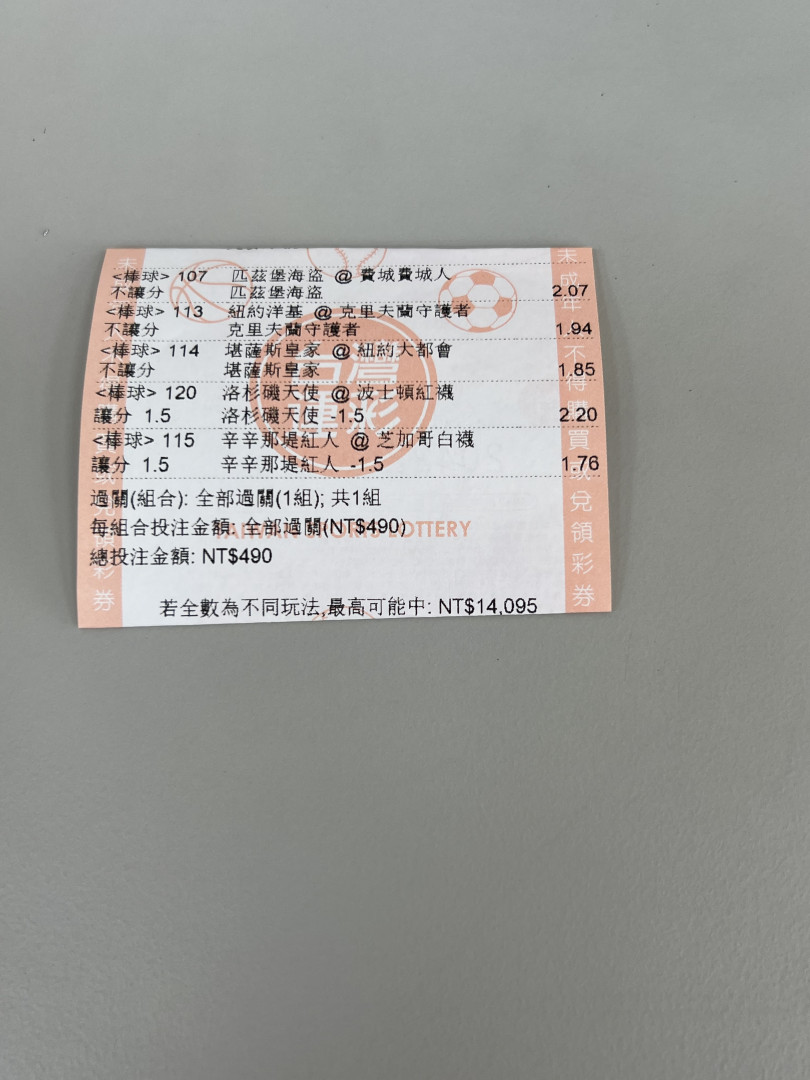 <棒球> 107 匹茲堡海盜 @ 費城費城人
不讓分 匹茲堡海盜 2.07
<棒球> 113 紐約洋基 @ 克里夫蘭守護者
不讓分 克里夫蘭守護者 1.94
<棒球> 114 堪薩斯皇家 @ 紐約大都會
不讓分 堪薩斯皇家 1.85
<棒球> 120 洛杉磯天使 @ 波士頓紅襪
讓分 1.5 洛杉磯天使 -1.5 2.20
<棒球> 115 辛辛那堤紅人 @ 芝加哥白襪
讓分 1.5 辛辛那堤紅人 -1.5 1.76
過關(組合): 全部過關(1組); 共1組
每組合投注金額: 全部過關(NT$490)
TAIWAN SPORTS LOTTERY
總投注金額: NT$490
若全數為不同玩法,最高可能中: NT$14,095
台灣運彩
未成年不得購買或兌領彩券